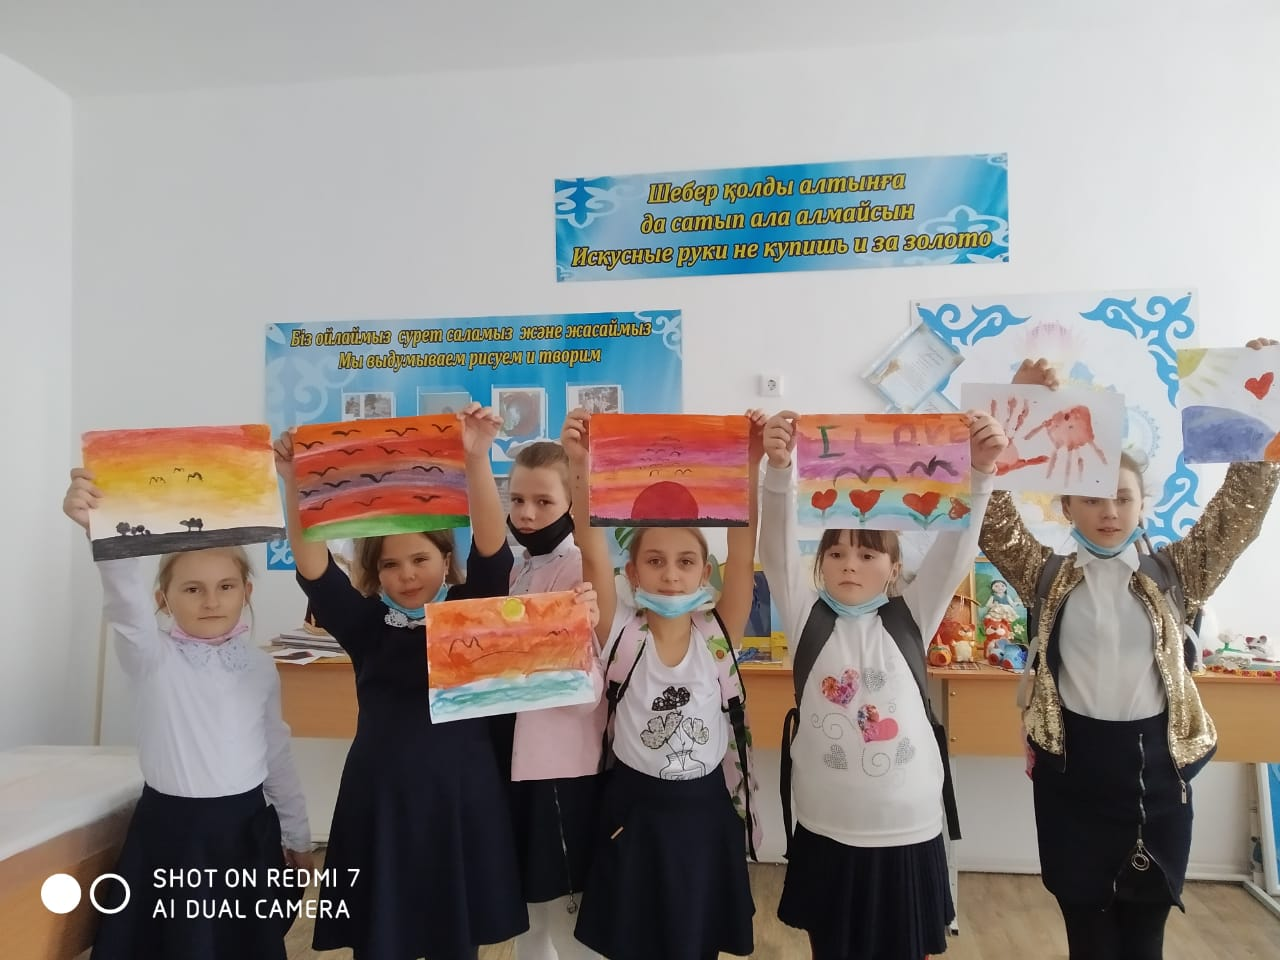 Шебер қолды алтынға
да сатып ала алмайсын
Искусные руки не купишь и за золото
Біз ойлаймыз сурет саламыз және жасаймыз
Мы выдумываем рисуем и творим
I LOVE
SHOT ON REDMI 7
AI DUAL CAMERA